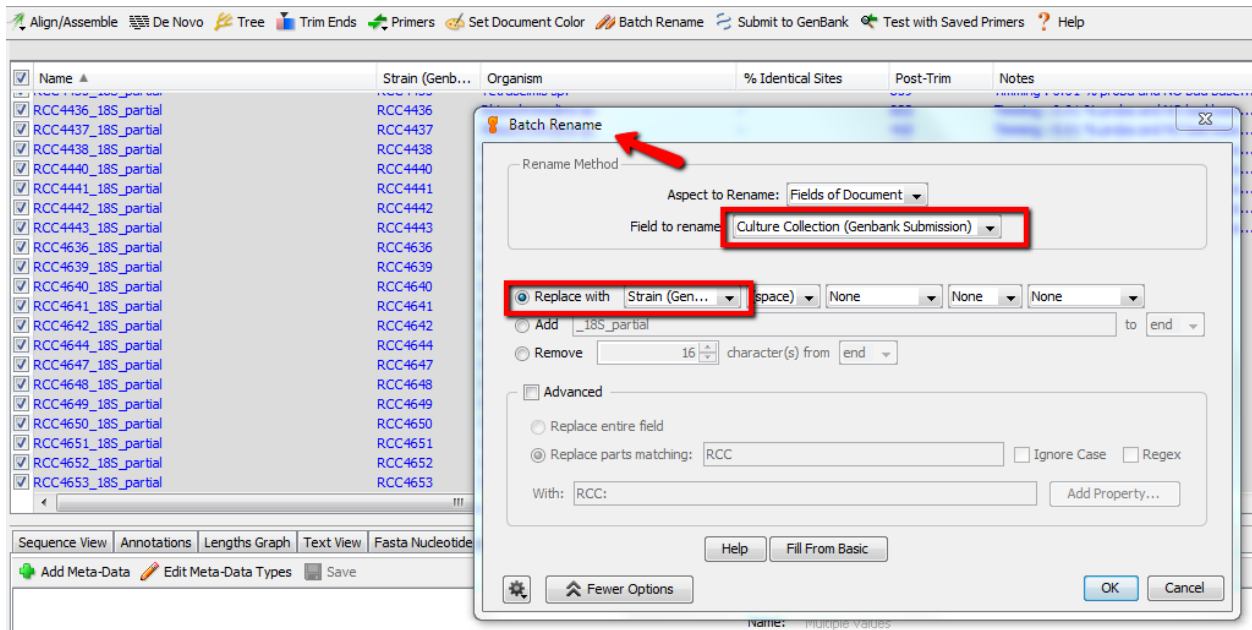 Align/Assemble De Novo Tree Trim Ends Primers Set Document Color Batch Rename Submit to GenBank Test with Saved Primers ? Help
Name Strain (Genb... Organism % Identical Sites Post-Trim Notes
RCC4436_18S_partial RCC4436
RCC4437_18S_partial RCC4437
RCC4438_18S_partial RCC4438
RCC4440_18S_partial RCC4440
RCC4441_18S_partial RCC4441
RCC4442_18S_partial RCC4442
RCC4443_18S_partial RCC4443
RCC4636_18S_partial RCC4636
RCC4639_18S_partial RCC4639
RCC4640_18S_partial RCC4640
RCC4641_18S_partial RCC4641
RCC4642_18S_partial RCC4642
RCC4644_18S_partial RCC4644
RCC4647_18S_partial RCC4647
RCC4648_18S_partial RCC4648
RCC4649_18S_partial RCC4649
RCC4650_18S_partial RCC4650
RCC4651_18S_partial RCC4651
RCC4652_18S_partial RCC4652
RCC4653_18S_partial RCC4653
Batch Rename
Rename Method
Aspect to Rename: Fields of Document
Field to rename Culture Collection (Genbank Submission)
Replace with Strain (Gen... (space) None None None
Add _18S_partial to end
Remove 16 character(s) from end
Advanced
Replace entire field
Replace parts matching: RCC Ignore Case Regex
With: RCC: Add Property...
Help Fill From Basic
Fewer Options OK Cancel
Sequence View Annotations Lengths Graph Text View Fasta Nucleotide
Add Meta-Data Edit Meta-Data Types Save
Name: Multiple values